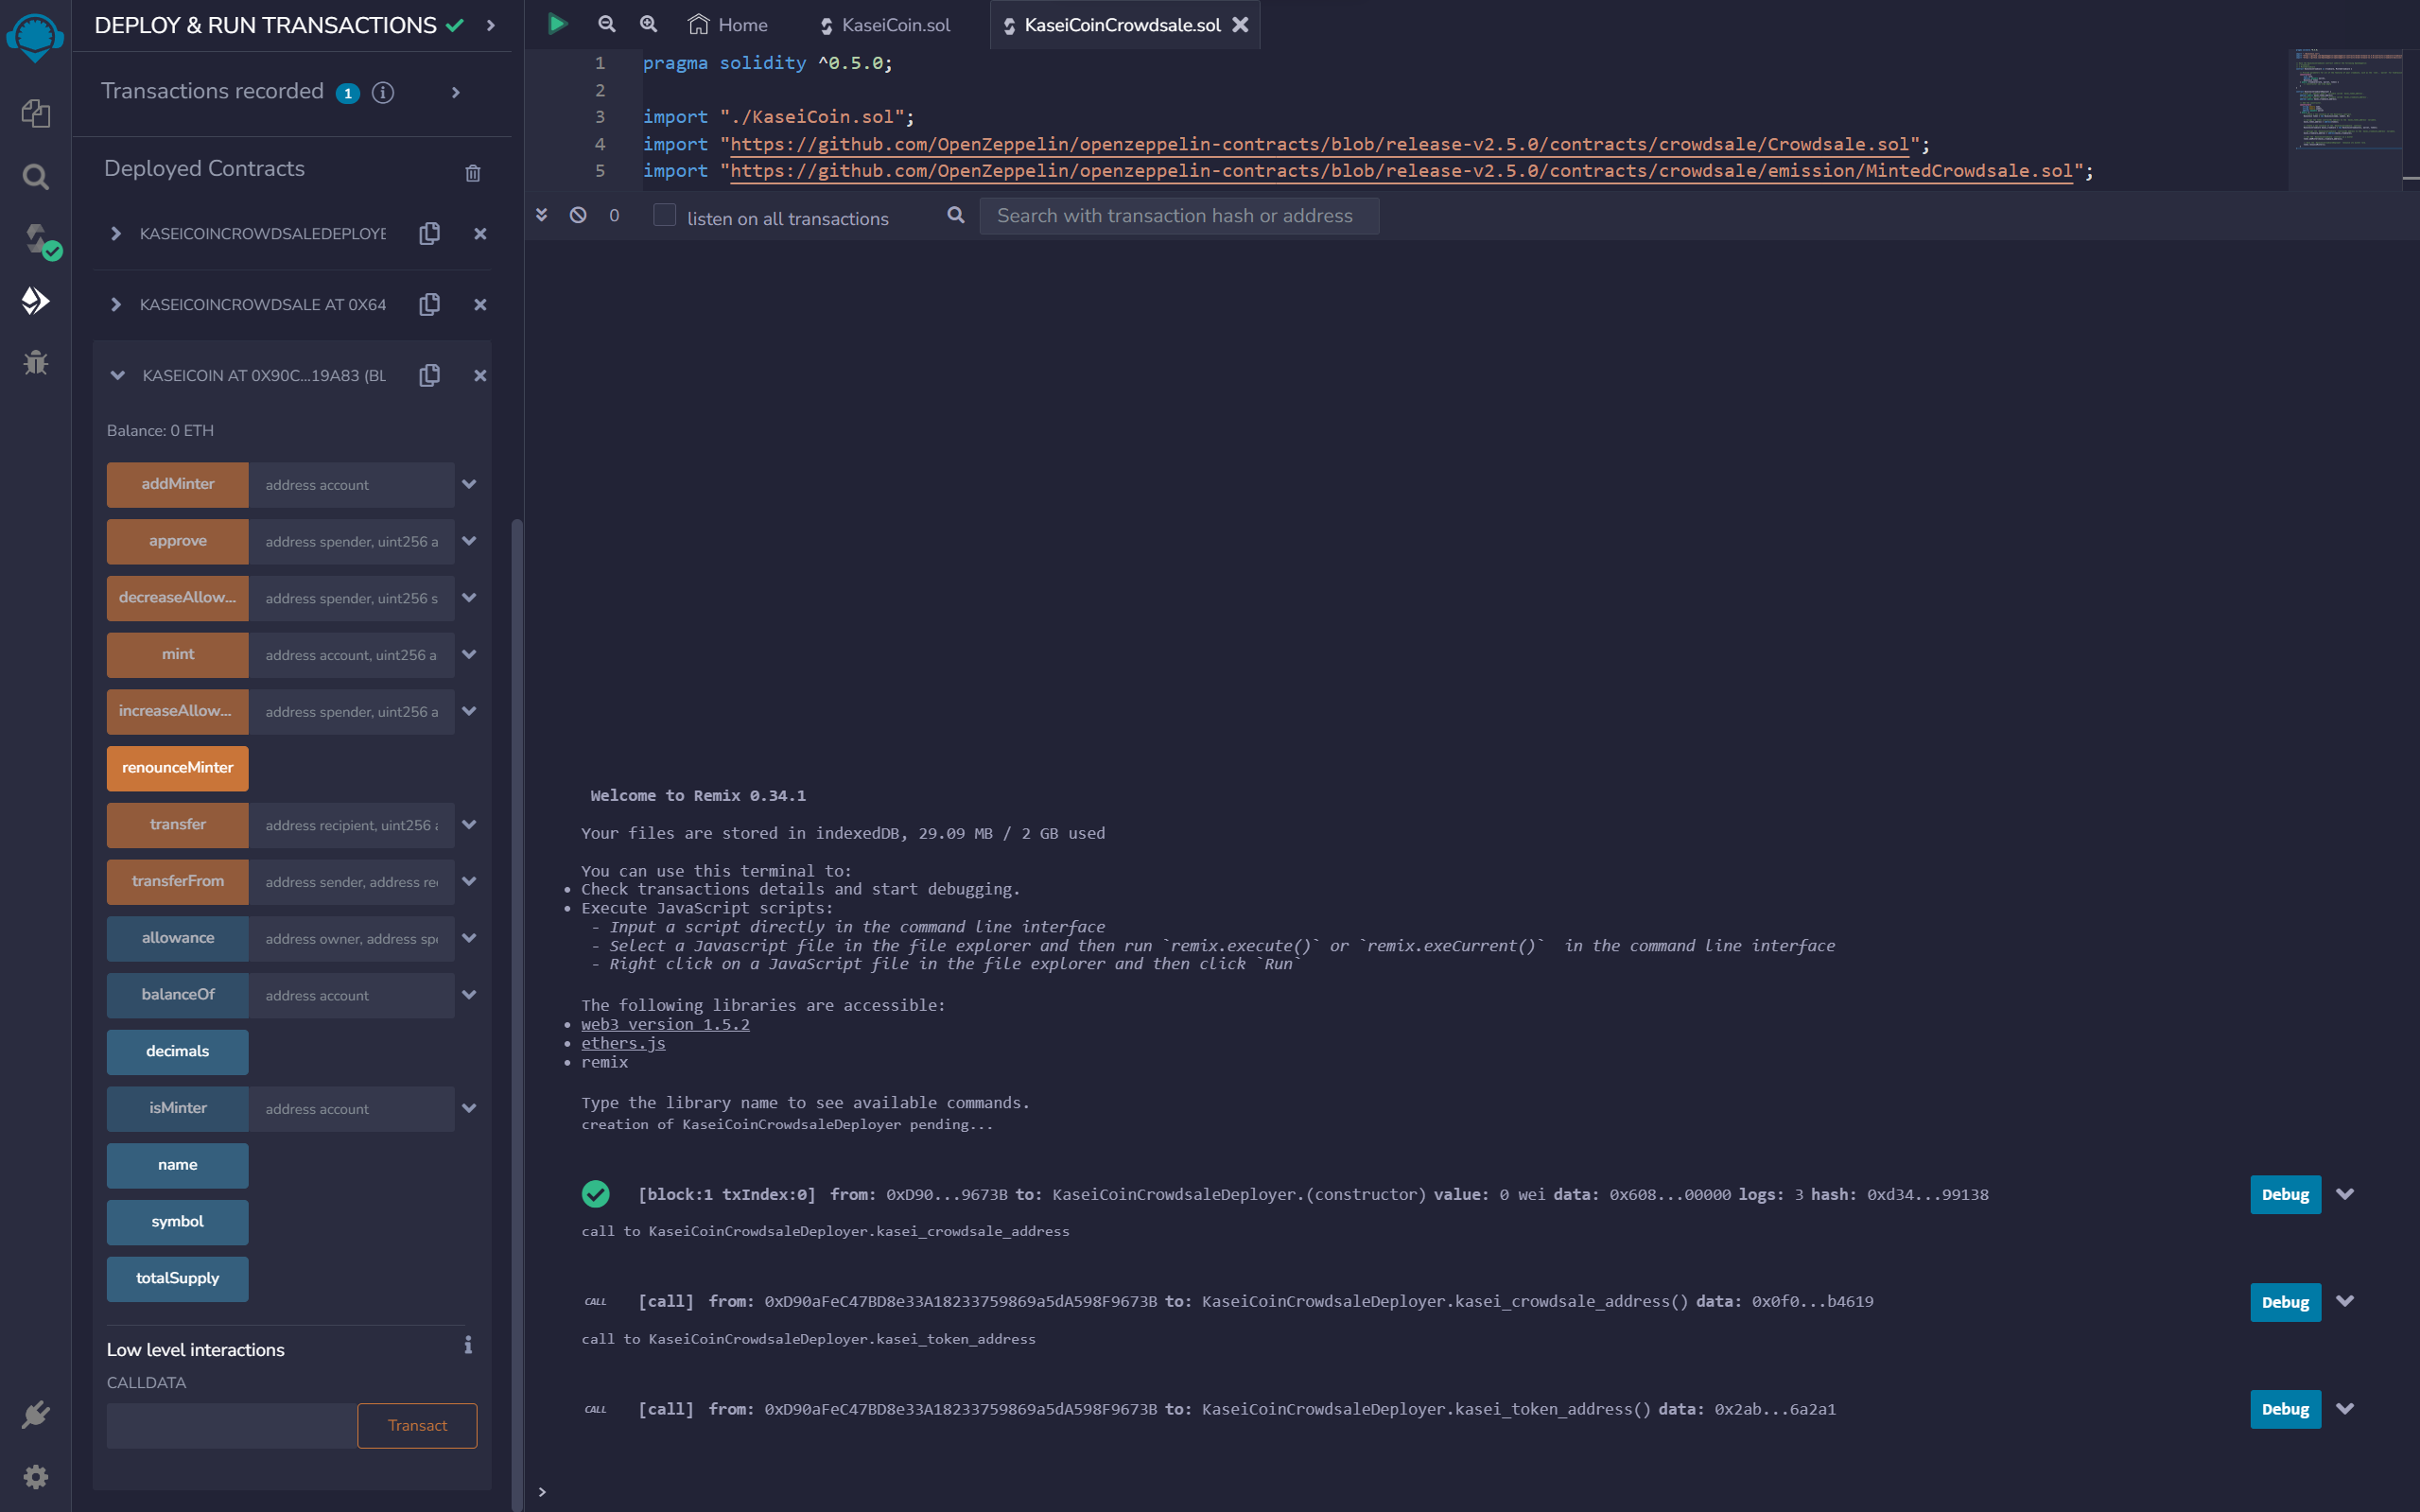 DEPLOY & RUN TRANSACTIONS
Transactions recorded 1
Deployed Contracts
KASEICOINCROWDSALEDEPLOYE
KASEICOINCROWDSALE AT 0X64
KASEICOIN AT 0X90C...19A83 (BL
Balance: 0 ETH
addMinter address account
approve address spender, uint256 a
decreaseAllow... address spender, uint256 s
mint address account, uint256 a
increaseAllow... address spender, uint256 a
renounceMinter
transfer address recipient, uint256
transferFrom address sender, address re
allowance address owner, address sp
balanceOf address account
decimals
isMinter address account
name
symbol
totalSupply
Low level interactions
CALLDATA
Transact
Home KaseiCoin.sol KaseiCoinCrowdsale.sol
1 pragma solidity ^0.5.0;
2
3 import "./KaseiCoin.sol";
4 import "https://github.com/OpenZeppelin/openzeppelin-contracts/blob/release-v2.5.0/contracts/crowdsale/Crowdsale.sol";
5 import "https://github.com/OpenZeppelin/openzeppelin-contracts/blob/release-v2.5.0/contracts/crowdsale/emission/MintedCrowdsale.sol";
0 listen on all transactions Search with transaction hash or address
Welcome to Remix 0.34.1
Your files are stored in indexedDB, 29.09 MB / 2 GB used
You can use this terminal to:
• Check transactions details and start debugging.
• Execute JavaScript scripts:
- Input a script directly in the command line interface
- Select a Javascript file in the file explorer and then run `remix.execute()` or `remix.exeCurrent()` in the command line interface
- Right click on a JavaScript file in the file explorer and then click `Run`
The following libraries are accessible:
• web3 version 1.5.2
• ethers.js
• remix
Type the library name to see available commands.
creation of KaseiCoinCrowdsaleDeployer pending...
[block:1 txIndex:0] from: 0xD90...9673B to: KaseiCoinCrowdsaleDeployer.(constructor) value: 0 wei data: 0x608...00000 logs: 3 hash: 0xd34...99138 Debug
call to KaseiCoinCrowdsaleDeployer.kasei_crowdsale_address
CALL [call] from: 0xD90aFeC47BD8e33A18233759869a5dA598F9673B to: KaseiCoinCrowdsaleDeployer.kasei_crowdsale_address() data: 0x0f0...b4619 Debug
call to KaseiCoinCrowdsaleDeployer.kasei_token_address
CALL [call] from: 0xD90aFeC47BD8e33A18233759869a5dA598F9673B to: KaseiCoinCrowdsaleDeployer.kasei_token_address() data: 0x2ab...6a2a1 Debug
>